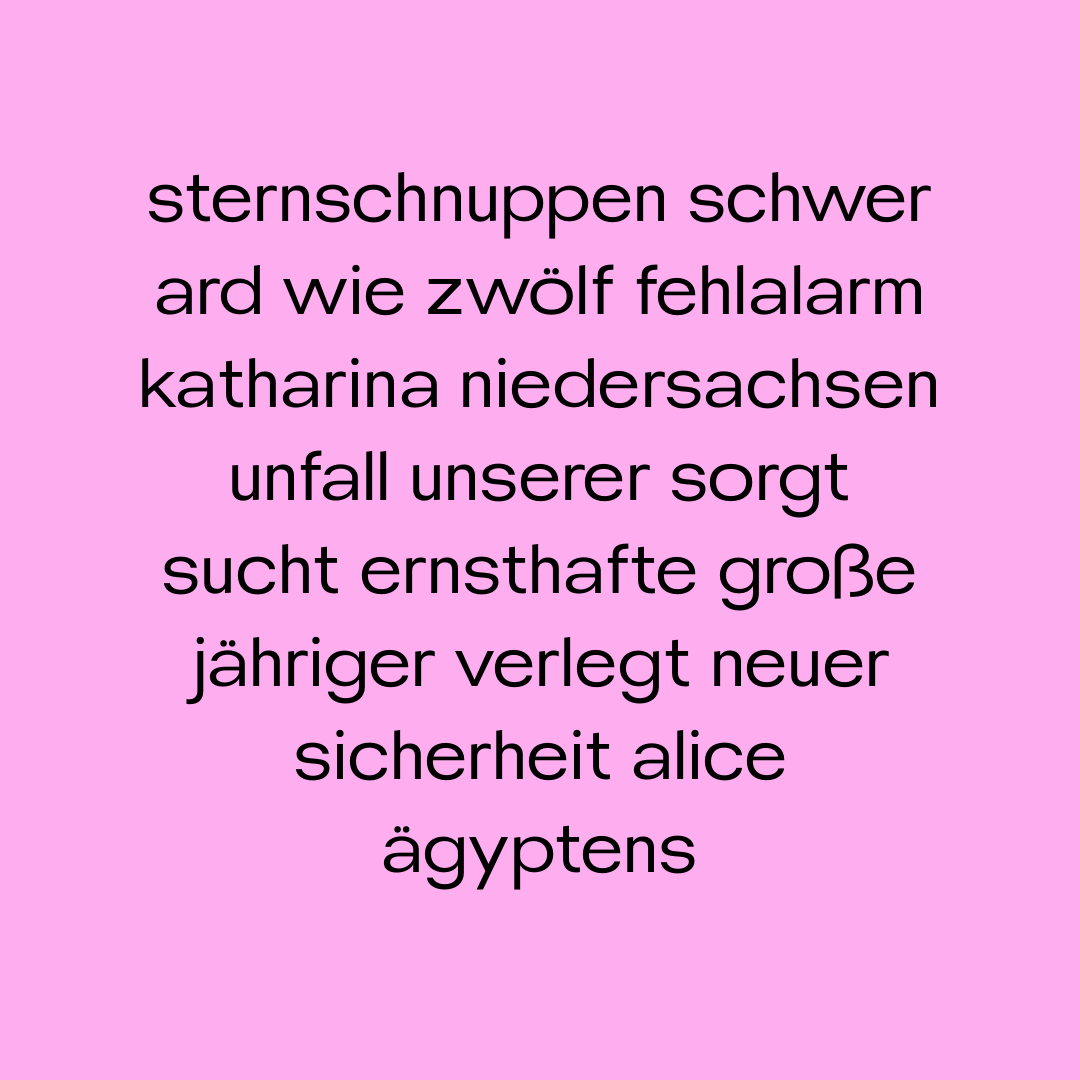 sternschnuppen schwer
ard wie zwölf fehlalarm
katharina niedersachsen
unfall unserer sorgt
sucht ernsthafte große
jähriger verlegt neuer
sicherheit alice
ägyptens